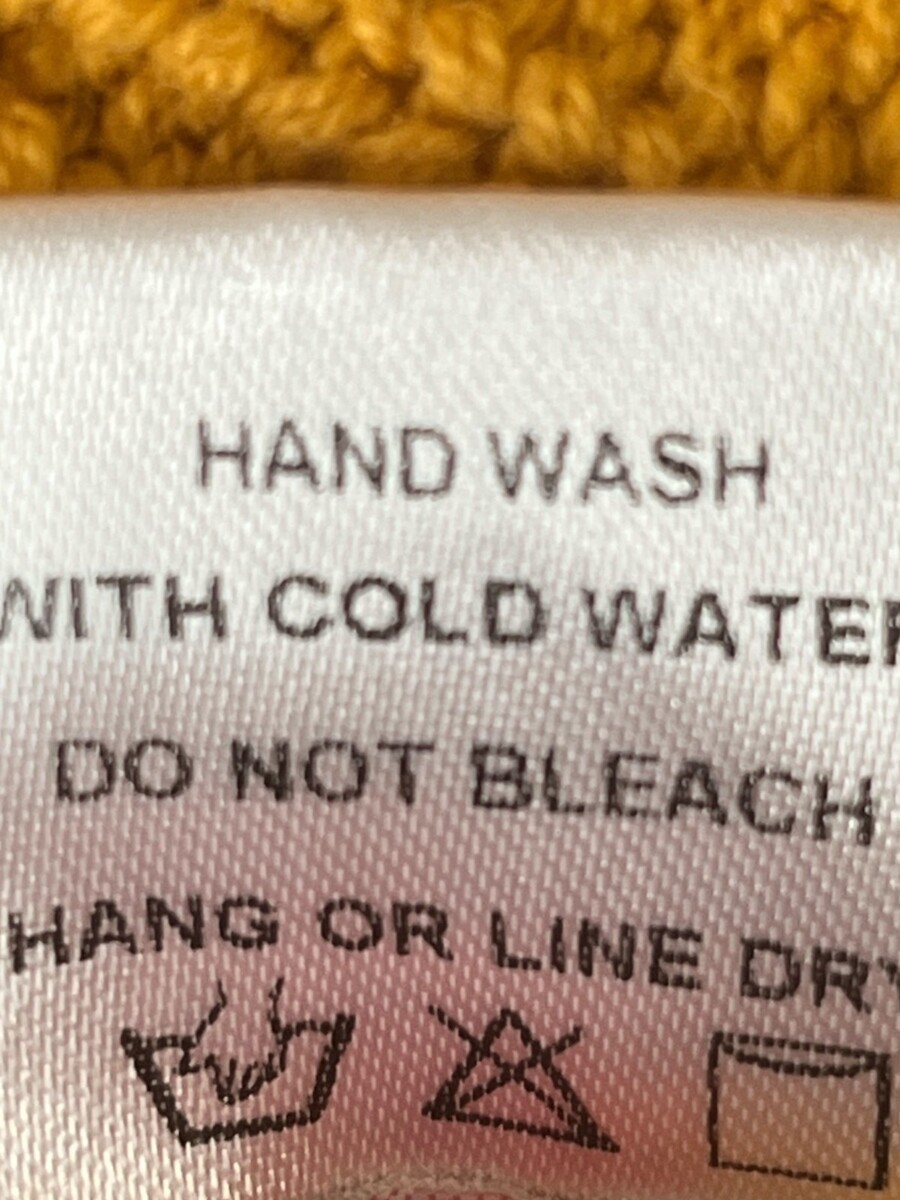 HAND WASH
WITH COLD WATER
DO NOT BLEACH
HANG OR LINE DRY